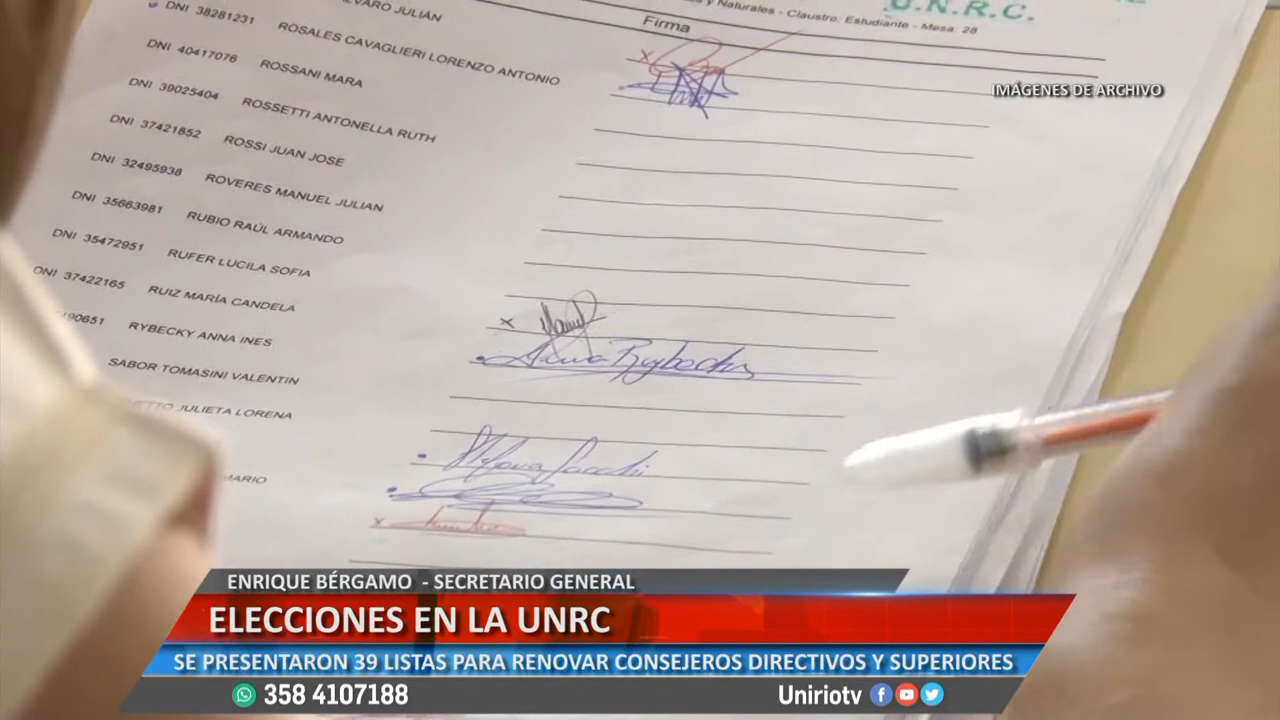 U.N.R.C.
y Naturales - Claustro: Estudiante - Mesa: 28
Firma
JULIÁN
DNI 38281231 ROSALES CAVAGLIERI LORENZO ANTONIO
DNI 40417076 ROSSANI MARA
DNI 39025404 ROSSETTI ANTONELLA RUTH
DNI 37421852 ROSSI JUAN JOSE
DNI 32495938 ROVERES MANUEL JULIAN
DNI 35663981 RUBIO RAÚL ARMANDO
DNI 35472951 RUFER LUCILA SOFIA
DNI 37422165 RUIZ MARÍA CANDELA
RYBECKY ANNA INES
SABOR TOMASINI VALENTIN
JULIETA LORENA
MARIO
IMÁGENES DE ARCHIVO
ENRIQUE BÉRGAMO - SECRETARIO GENERAL
ELECCIONES EN LA UNRC
SE PRESENTARON 39 LISTAS PARA RENOVAR CONSEJEROS DIRECTIVOS Y SUPERIORES
358 4107188
Uniriotv